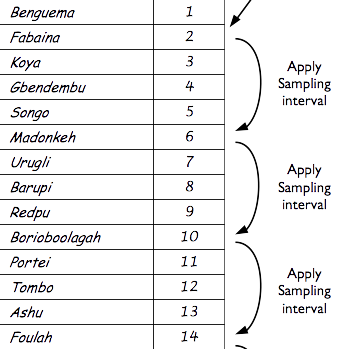 Benguema 1
Fabaina 2
Koya 3
Gbendembu 4
Songo 5
Madonkeh 6
Urugli 7
Barupi 8
Redpu 9
Borioboolagah 10
Portei 11
Tombo 12
Ashu 13
Foulah 14
Apply
Sampling
interval
Apply
Sampling
interval
Apply
Sampling
interval